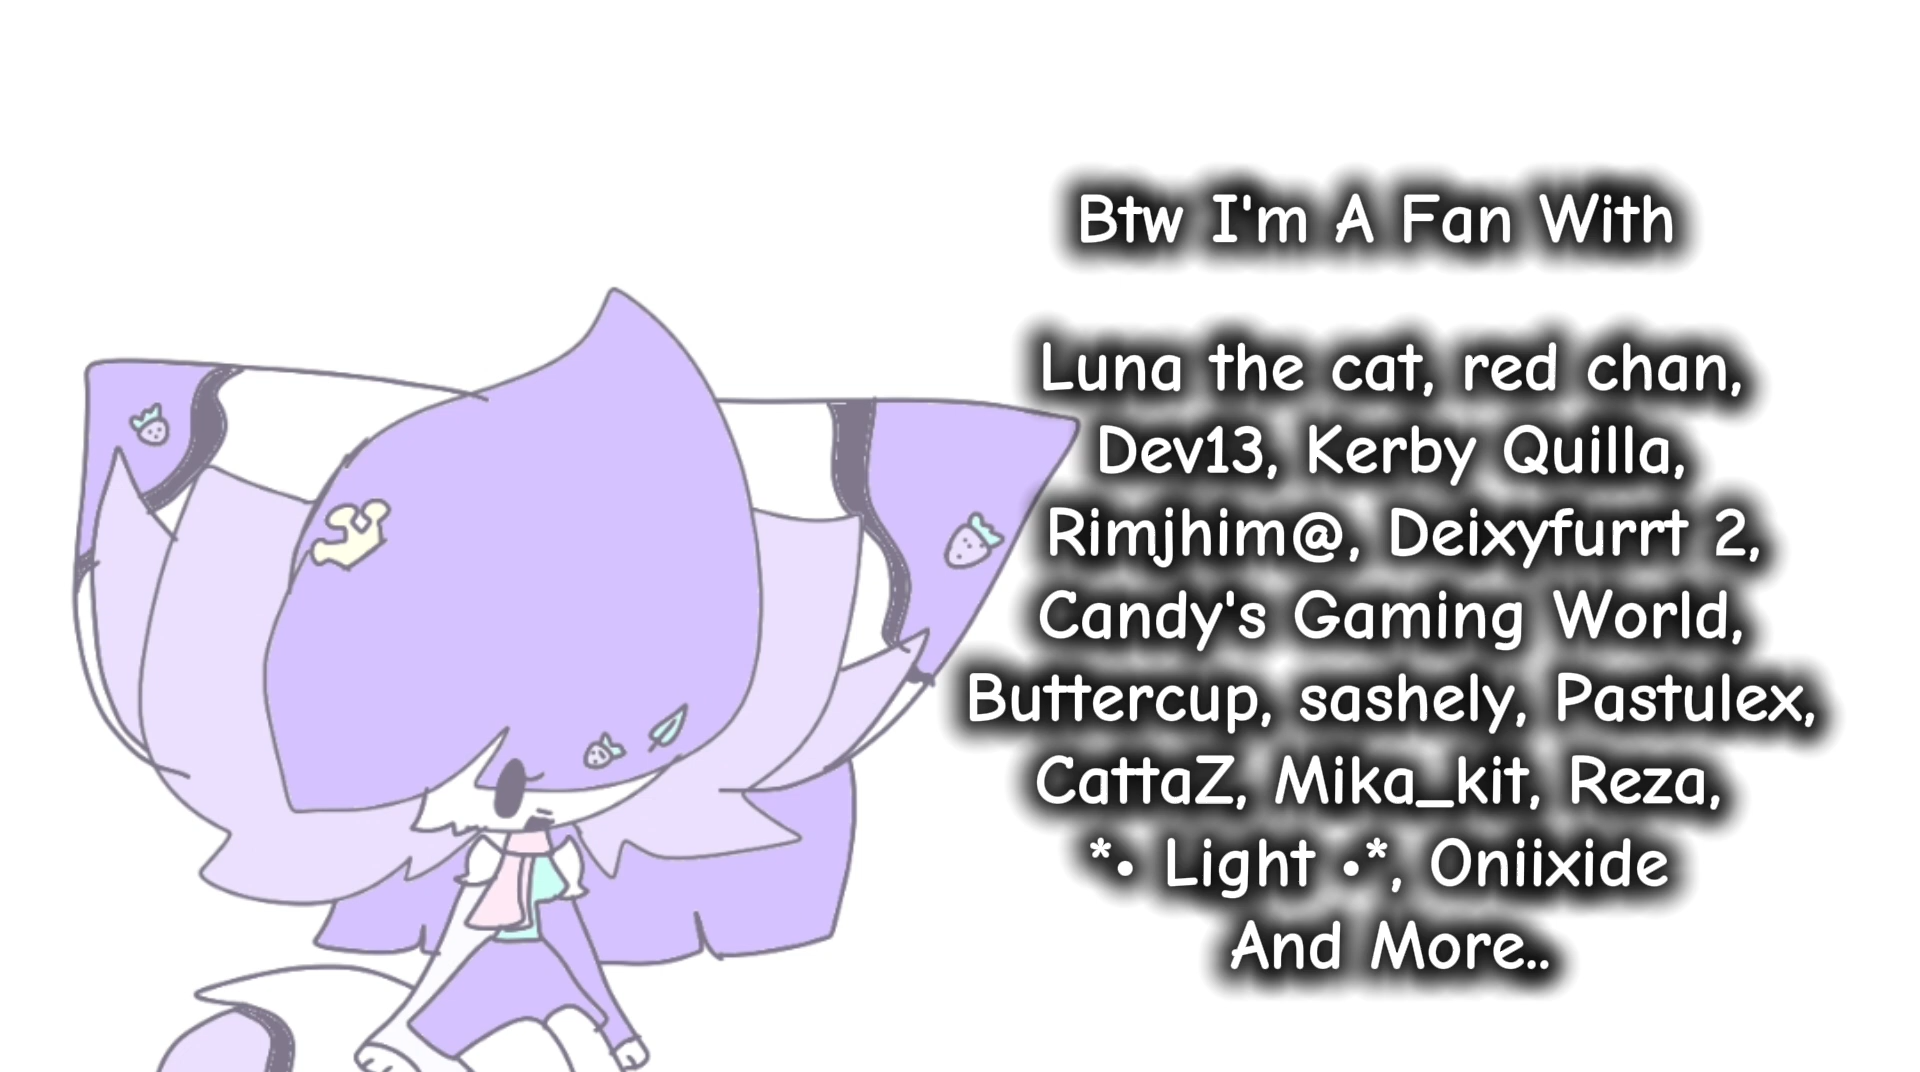 Btw I'm A Fan With
Luna the cat, red chan,
Dev13, Kerby Quilla,
Rimjhim@, Deixyfurrt 2,
Candy's Gaming World,
Buttercup, sashely, Pastulex,
CattaZ, Mika_kit, Reza,
*• Light •*, Oniixide
And More..